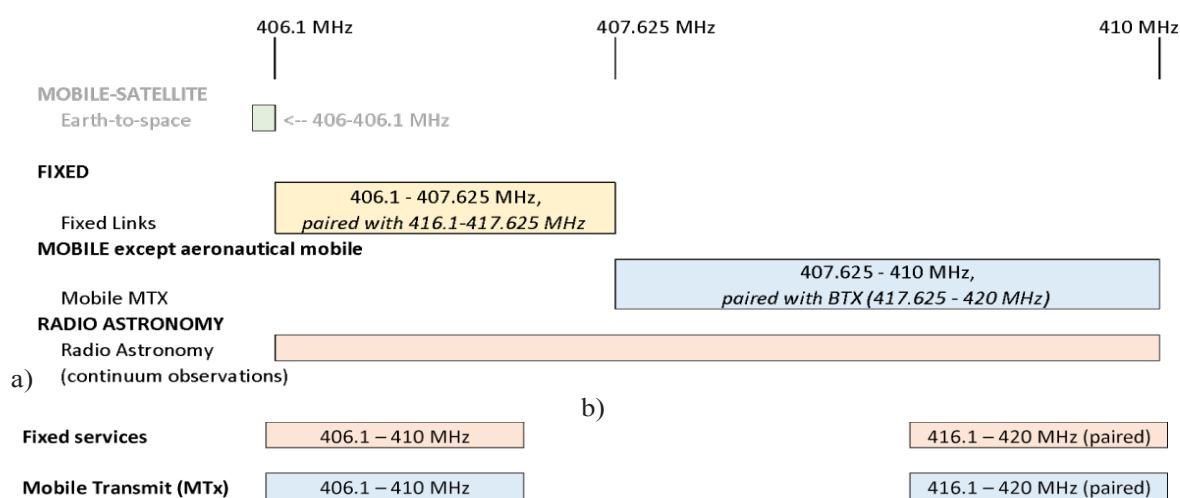 406.1 MHz 407.625 MHz 410 MHz
MOBILE-SATELLITE
Earth-to-space <-- 406-406.1 MHz
FIXED
406.1 - 407.625 MHz,
Fixed Links paired with 416.1-417.625 MHz
MOBILE except aeronautical mobile
407.625 - 410 MHz,
Mobile MTX paired with BTX (417.625 - 420 MHz)
RADIO ASTRONOMY
Radio Astronomy
(continuum observations)
a)
b)
Fixed services 406.1 – 410 MHz 416.1 – 420 MHz (paired)
Mobile Transmit (MTx) 406.1 – 410 MHz 416.1 – 420 MHz (paired)